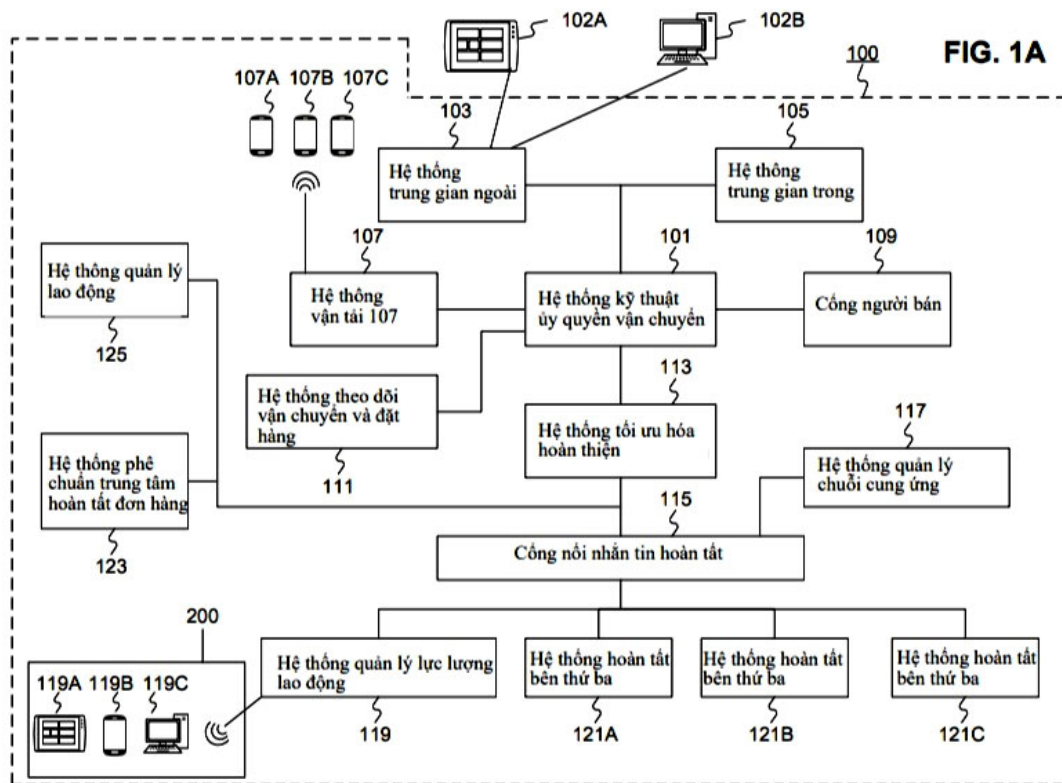 102A
102B
FIG. 1A
100
107A 107B 107C
103
105
Hệ thống
trung gian ngoài
Hệ thông
trung gian trong
107
101
109
Hệ thông quản lý
lao động
Hệ thông
vận tải 107
Hệ thống kỹ thuật
ủy quyền vận chuyển
Cổng người bán
125
113
Hệ thống theo dõi
vận chuyển và đặt
hàng
117
Hệ thống tối ưu hóa
hoàn thiện
Hệ thống phê
chuẩn trung tâm
hoàn tất đơn hàng
Hệ thống quản lý
chuỗi cung ứng
111
115
Cổng nối nhắn tin hoàn tất
123
200
Hệ thống quản lý lực lượng
lao động
Hệ thống hoàn tất
bên thứ ba
Hệ thống hoàn tất
bên thứ ba
Hệ thống hoàn tất
bên thứ ba
119A 119B 119C
119
121A
121B
121C